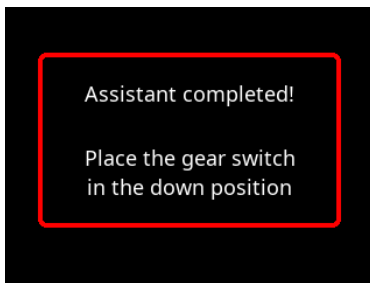 Assistant completed!
Place the gear switch
in the down position